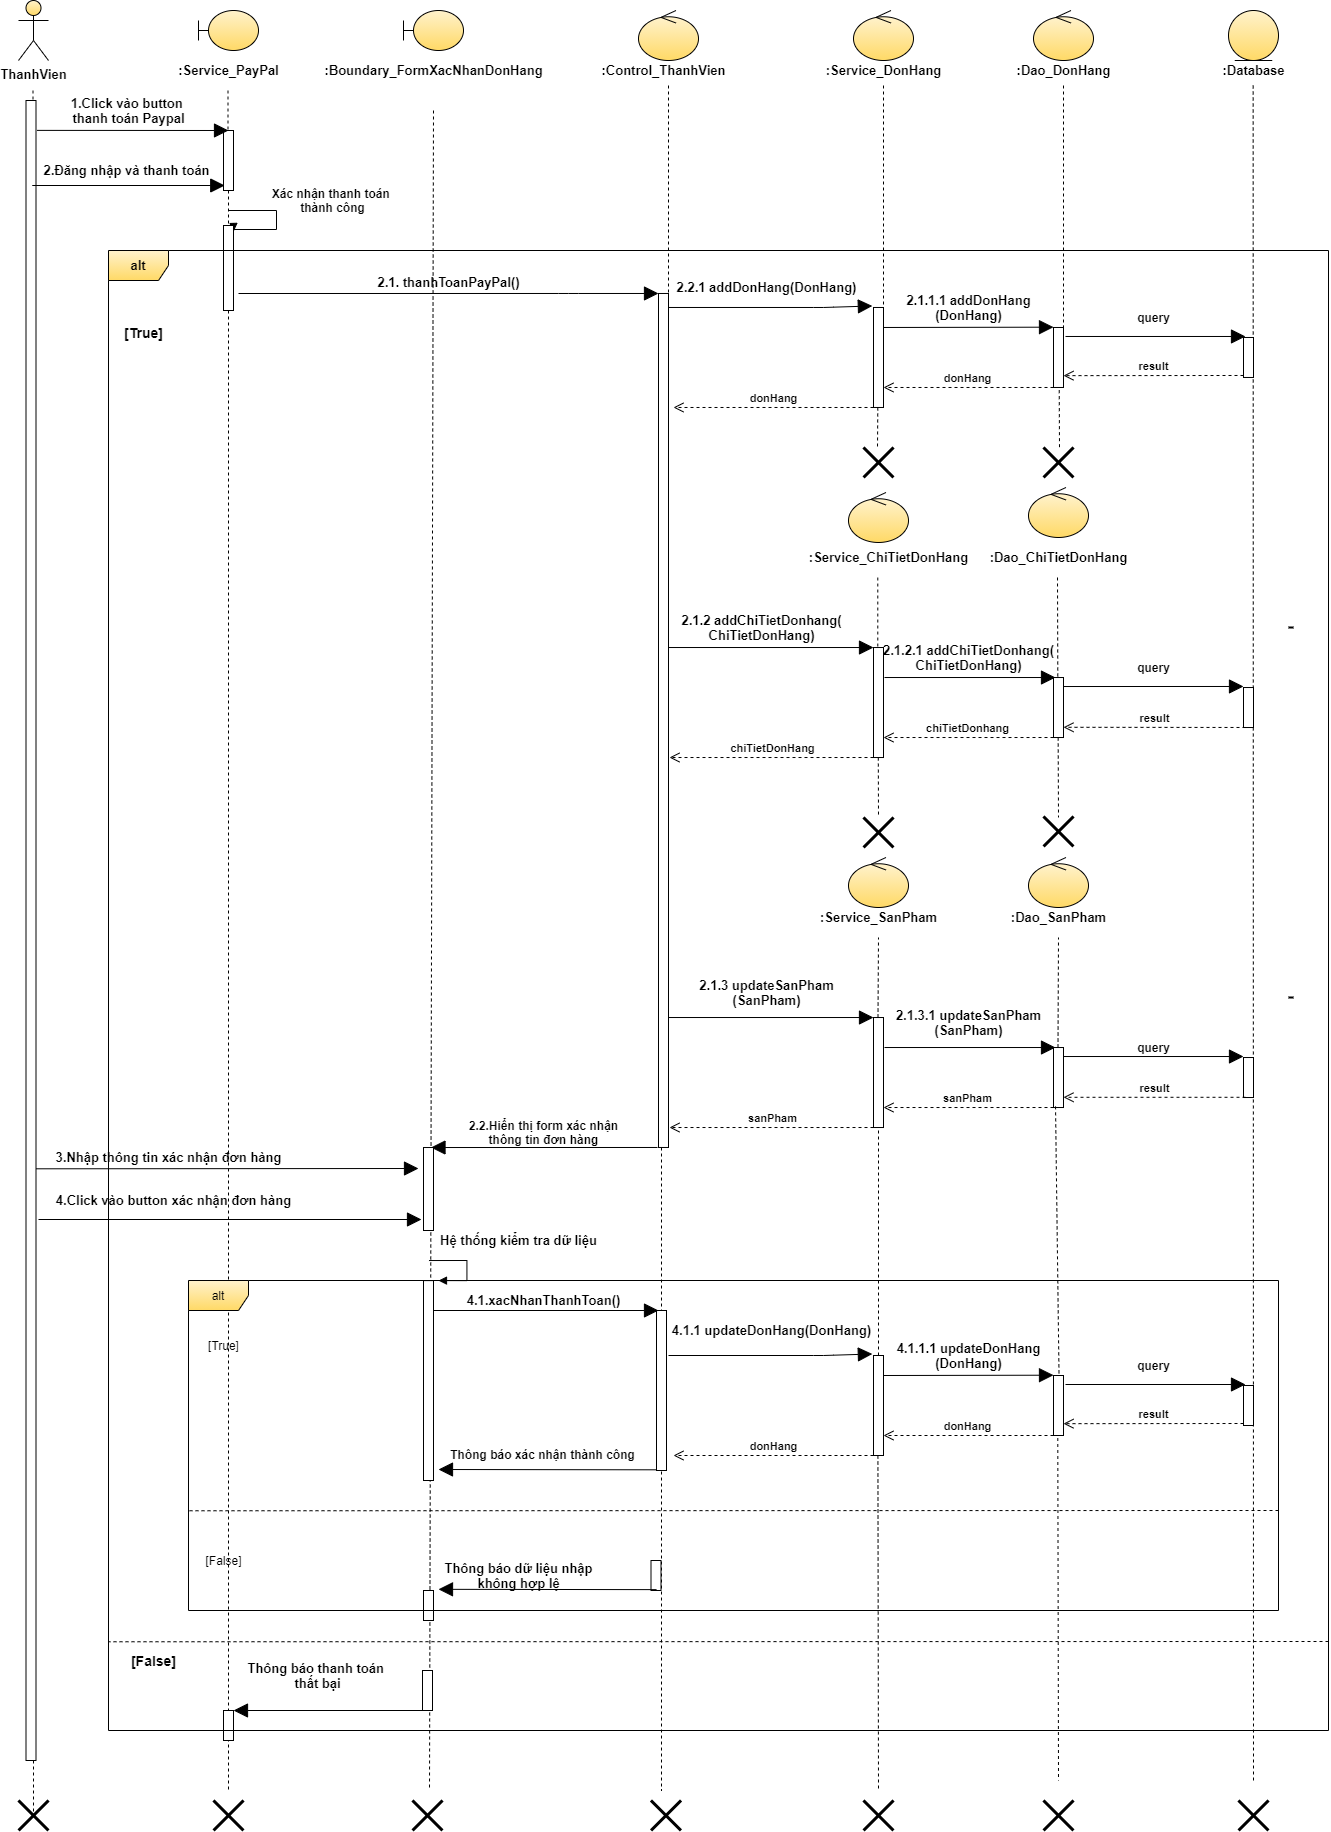 ThanhVien
:Service_PayPal
:Boundary_FormXacNhanDonHang
:Control_ThanhVien
:Service_DonHang
:Dao_DonHang
:Database
1.Click vào button
thanh toán Paypal
2.Đăng nhập và thanh toán
Xác nhận thanh toán
thành công
alt
[True]
2.1. thanhToanPayPal()
2.2.1 addDonHang(DonHang)
2.1.1.1 addDonHang
(DonHang)
query
result
donHang
donHang
:Service_ChiTietDonHang
:Dao_ChiTietDonHang
2.1.2 addChiTietDonhang(
ChiTietDonHang)
2.1.2.1 addChiTietDonhang(
ChiTietDonHang)
-
query
result
chiTietDonhang
chiTietDonHang
:Service_SanPham
:Dao_SanPham
2.1.3 updateSanPham
(SanPham)
-
2.1.3.1 updateSanPham
(SanPham)
query
result
sanPham
sanPham
2.2.Hiển thị form xác nhận
thông tin đơn hàng
3.Nhập thông tin xác nhận đơn hàng
4.Click vào button xác nhận đơn hàng
Hệ thống kiểm tra dữ liệu
alt
[True]
4.1.xacNhanThanhToan()
4.1.1 updateDonHang(DonHang)
4.1.1.1 updateDonHang
(DonHang)
query
result
donHang
donHang
Thông báo xác nhận thành công
[False]
Thông báo dữ liệu nhập
không hợp lệ
[False]
Thông báo thanh toán
thất bại